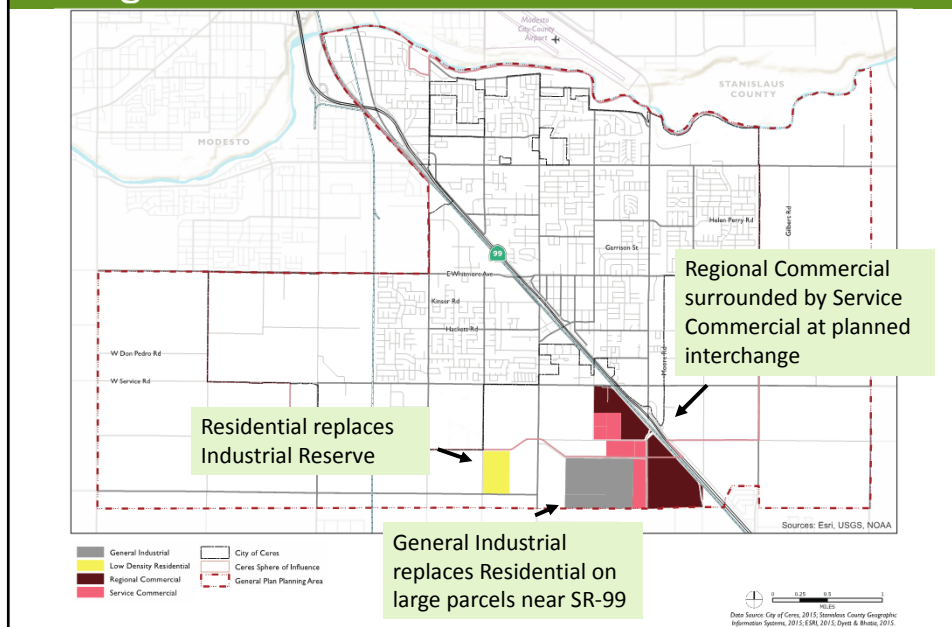 Modesto
City-County
Airport
STANISLAUS
COUNTY
MODESTO
Helen Perry Rd
Gilbert Rd
Garrison St
99
E Whitmore Ave
Kinser Rd
Hackett Rd
Regional Commercial
surrounded by Service
Commercial at planned
interchange
W Don Pedro Rd
W Service Rd
Moore Rd
Residential replaces
Industrial Reserve
Sources: Esri, USGS, NOAA
General Industrial
replaces Residential on
large parcels near SR-99
General Industrial
Low Density Residential
Regional Commercial
Service Commercial
City of Ceres
Ceres Sphere of Influence
General Plan Planning Area
0 0.25 0.5 1
MILES
Data Source: City of Ceres, 2015; Stanislaus County Geographic
Information Systems, 2015; ESRI, 2015; Dyett & Bhatia, 2015.